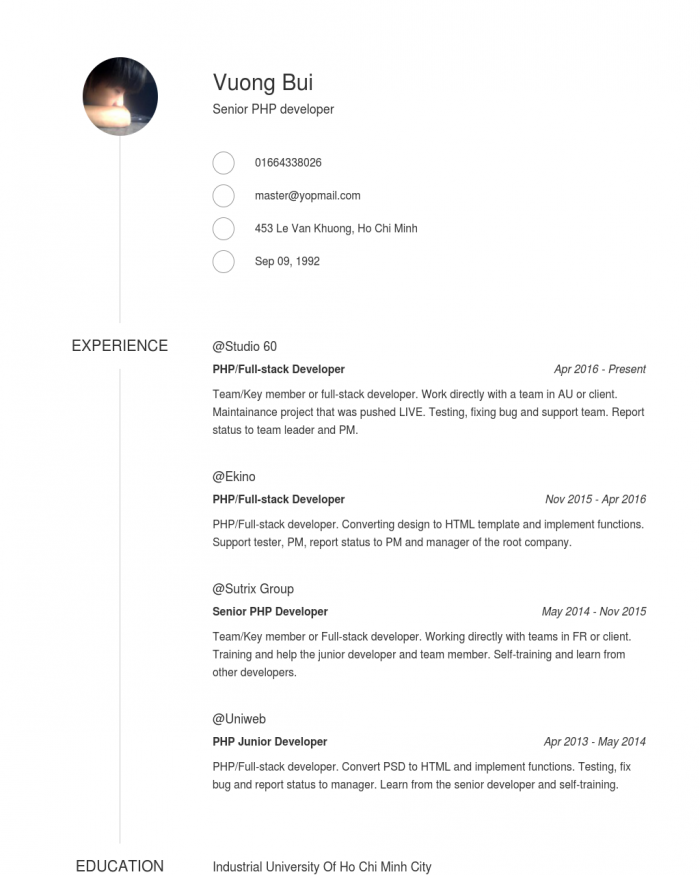 Vuong Bui
Senior PHP developer
01664338026
master@yopmail.com
453 Le Van Khuong, Ho Chi Minh
Sep 09, 1992
EXPERIENCE
@Studio 60
PHP/Full-stack Developer Apr 2016 - Present
Team/Key member or full-stack developer. Work directly with a team in AU or client.
Maintainance project that was pushed LIVE. Testing, fixing bug and support team. Report
status to team leader and PM.
@Ekino
PHP/Full-stack Developer Nov 2015 - Apr 2016
PHP/Full-stack developer. Converting design to HTML template and implement functions.
Support tester, PM, report status to PM and manager of the root company.
@Sutrix Group
Senior PHP Developer May 2014 - Nov 2015
Team/Key member or Full-stack developer. Working directly with teams in FR or client.
Training and help the junior developer and team member. Self-training and learn from
other developers.
@Uniweb
PHP Junior Developer Apr 2013 - May 2014
PHP/Full-stack developer. Convert PSD to HTML and implement functions. Testing, fix
bug and report status to manager. Learn from the senior developer and self-training.
EDUCATION
Industrial University Of Ho Chi Minh City